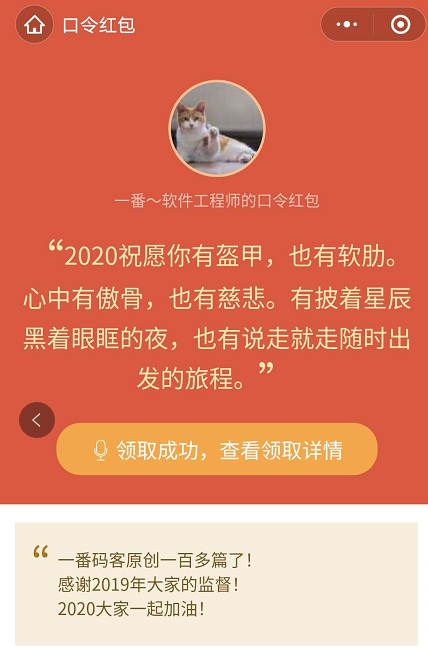 口令红包
一番～软件工程师的口令红包
“2020祝愿你有盔甲，也有软肋。
心中有傲骨，也有慈悲。有披着星辰
黑着眼眶的夜，也有说走就走随时出
发的旅程。”
领取成功，查看领取详情
“一番码客原创一百多篇了！
感谢2019年大家的监督！
2020大家一起加油！